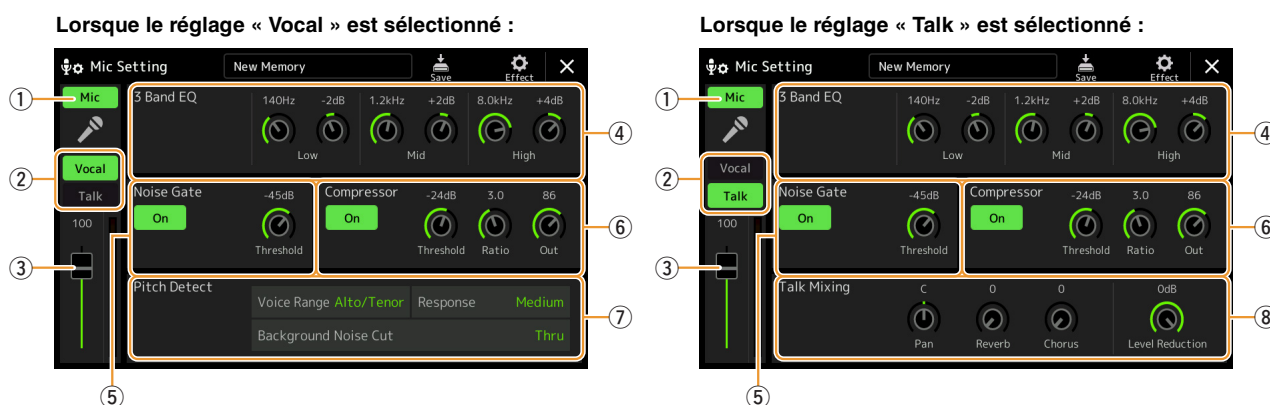 Lorsque le réglage « Vocal » est sélectionné :
Mic Setting
New Memory
Save
Effect
①
Mic
3 Band EQ
140Hz -2dB 1.2kHz +2dB 8.0kHz +4dB
Low Mid High
④
②
Vocal
Talk
Noise Gate
On
-45dB
Threshold
Compressor
On
-24dB 3.0 86
Threshold Ratio Out
⑥
100
③
Pitch Detect
Voice Range Alto/Tenor Response Medium
Background Noise Cut Thru
⑦
⑤
Lorsque le réglage « Talk » est sélectionné :
Mic Setting
New Memory
Save
Effect
①
Mic
3 Band EQ
140Hz -2dB 1.2kHz +2dB 8.0kHz +4dB
Low Mid High
④
②
Vocal
Talk
Noise Gate
On
-45dB
Threshold
Compressor
On
-24dB 3.0 86
Threshold Ratio Out
⑥
100
③
Talk Mixing
C 0 0 0dB
Pan Reverb Chorus Level Reduction
⑧
⑤